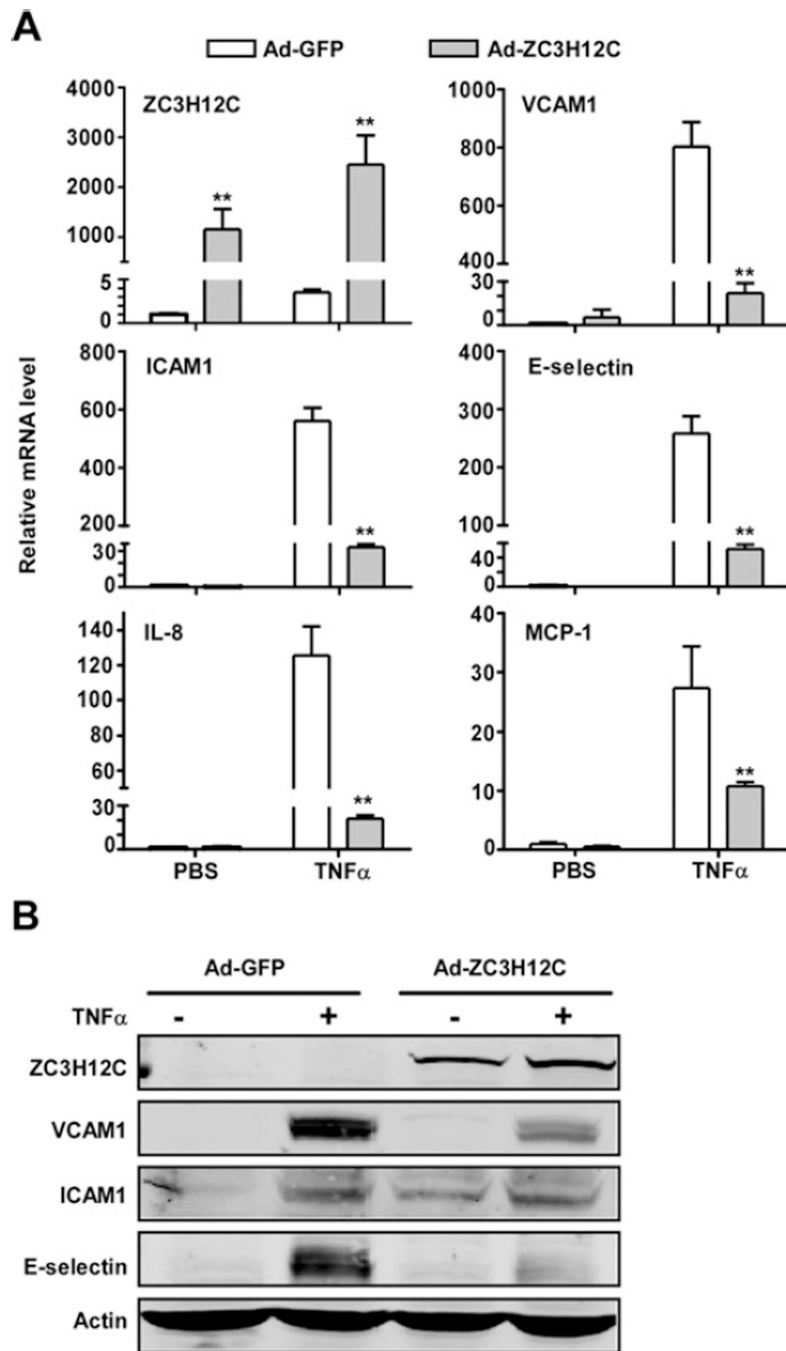 A
Ad-GFP Ad-ZC3H12C
Relative mRNA level
ZC3H12C
4000
3000
2000
1000
5
0
**
**
VCAM1
1000
800
600
400
30
0
**
ICAM1
800
600
400
200
30
0
**
E-selectin
400
300
200
100
40
0
**
IL-8
140
120
100
80
60
30
0
**
PBS TNFα
MCP-1
40
30
20
10
0
**
PBS TNFα
B
Ad-GFP Ad-ZC3H12C
TNFα - + - +
ZC3H12C
VCAM1
ICAM1
E-selectin
Actin